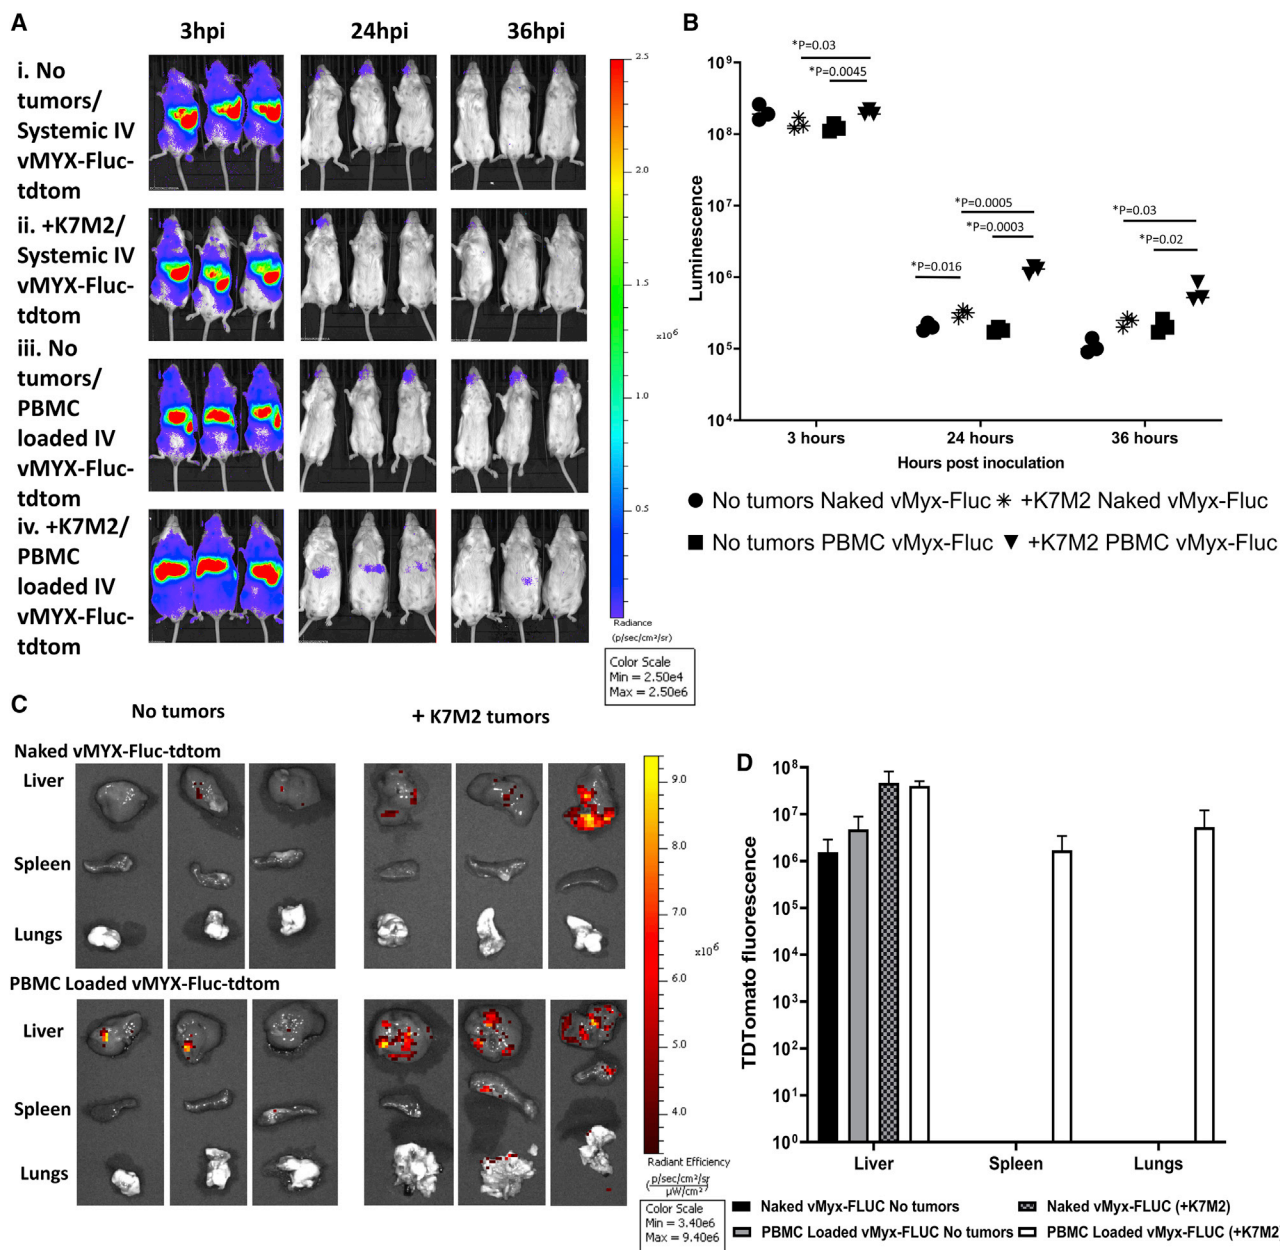 A
3hpi
24hpi
36hpi
i. No
tumors/
Systemic IV
vMYX-Fluc-
tdtom
ii. +K7M2/
Systemic IV
vMYX-Fluc-
tdtom
iii. No
tumors/
PBMC
loaded IV
vMYX-Fluc-
tdtom
iv. +K7M2/
PBMC
loaded IV
vMYX-Fluc-
tdtom
2.5
2.0
1.5
x10⁶
1.0
0.5
Radiance
(p/sec/cm²/sr)
Color Scale
Min = 2.50e4
Max = 2.50e6
B
*P=0.03
*P=0.0045
*P=0.0005
*P=0.0003
*P=0.016
*P=0.03
*P=0.02
Luminescence
10⁹
10⁸
10⁷
10⁶
10⁵
10⁴
3 hours
24 hours
36 hours
Hours post inoculation
No tumors Naked vMyx-Fluc
+K7M2 Naked vMyx-Fluc
No tumors PBMC vMyx-Fluc
+K7M2 PBMC vMyx-Fluc
C
No tumors
+ K7M2 tumors
Naked vMYX-Fluc-tdtom
Liver
Spleen
Lungs
PBMC Loaded vMYX-Fluc-tdtom
Liver
Spleen
Lungs
9.0
8.0
7.0
x10⁶
6.0
5.0
4.0
Radiant Efficiency
(p/sec/cm²/sr / µW/cm²)
Color Scale
Min = 3.40e6
Max = 9.40e6
D
TDTomato fluorescence
10⁸
10⁷
10⁶
10⁵
10⁴
10³
10²
10¹
10⁰
Liver
Spleen
Lungs
Naked vMyx-FLUC No tumors
Naked vMyx-FLUC (+K7M2)
PBMC Loaded vMyx-FLUC No tumors
PBMC Loaded vMyx-FLUC (+K7M2